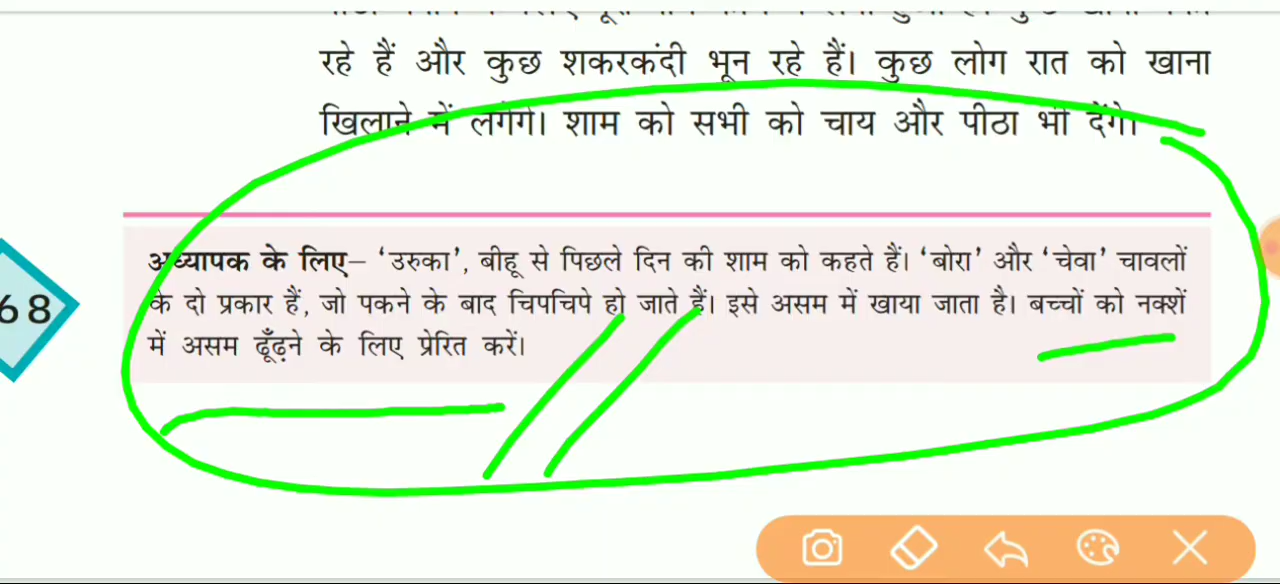 रहे हैं और कुछ शकरकंदी भून रहे हैं। कुछ लोग रात को खाना
खिलाने में लगेंगे। शाम को सभी को चाय और पीठा भी देंगे।
अध्यापक के लिए– ‘उरुका’, बीहू से पिछले दिन की शाम को कहते हैं। ‘बोरा’ और ‘चेवा’ चावलों
के दो प्रकार हैं, जो पकने के बाद चिपचिपे हो जाते हैं। इसे असम में खाया जाता है। बच्चों को नक्शें
में असम ढूँढ़ने के लिए प्रेरित करें।
68